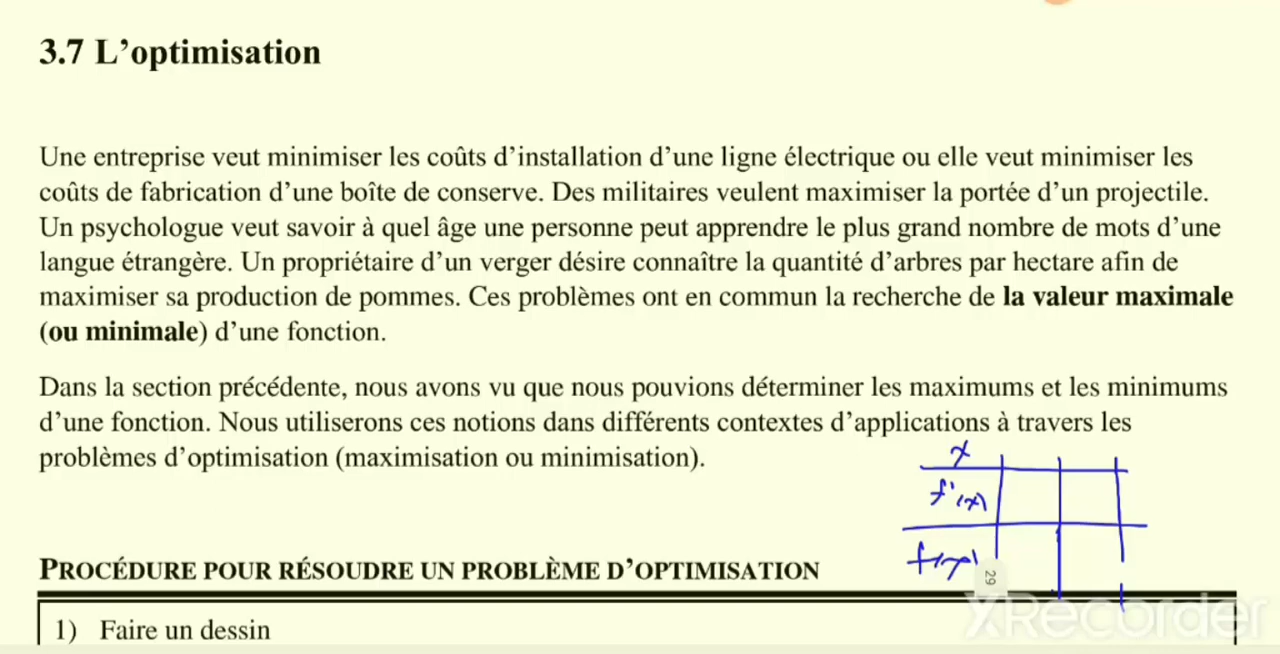 3.7 L’optimisation
Une entreprise veut minimiser les coûts d’installation d’une ligne électrique ou elle veut minimiser les
coûts de fabrication d’une boîte de conserve. Des militaires veulent maximiser la portée d’un projectile.
Un psychologue veut savoir à quel âge une personne peut apprendre le plus grand nombre de mots d’une
langue étrangère. Un propriétaire d’un verger désire connaître la quantité d’arbres par hectare afin de
maximiser sa production de pommes. Ces problèmes ont en commun la recherche de la valeur maximale
(ou minimale) d’une fonction.
Dans la section précédente, nous avons vu que nous pouvions déterminer les maximums et les minimums
d’une fonction. Nous utiliserons ces notions dans différents contextes d’applications à travers les
problèmes d’optimisation (maximisation ou minimisation).
x
f'(x)
f(x)
29
PROCÉDURE POUR RÉSOUDRE UN PROBLÈME D’OPTIMISATION
1) Faire un dessin
XRecorder